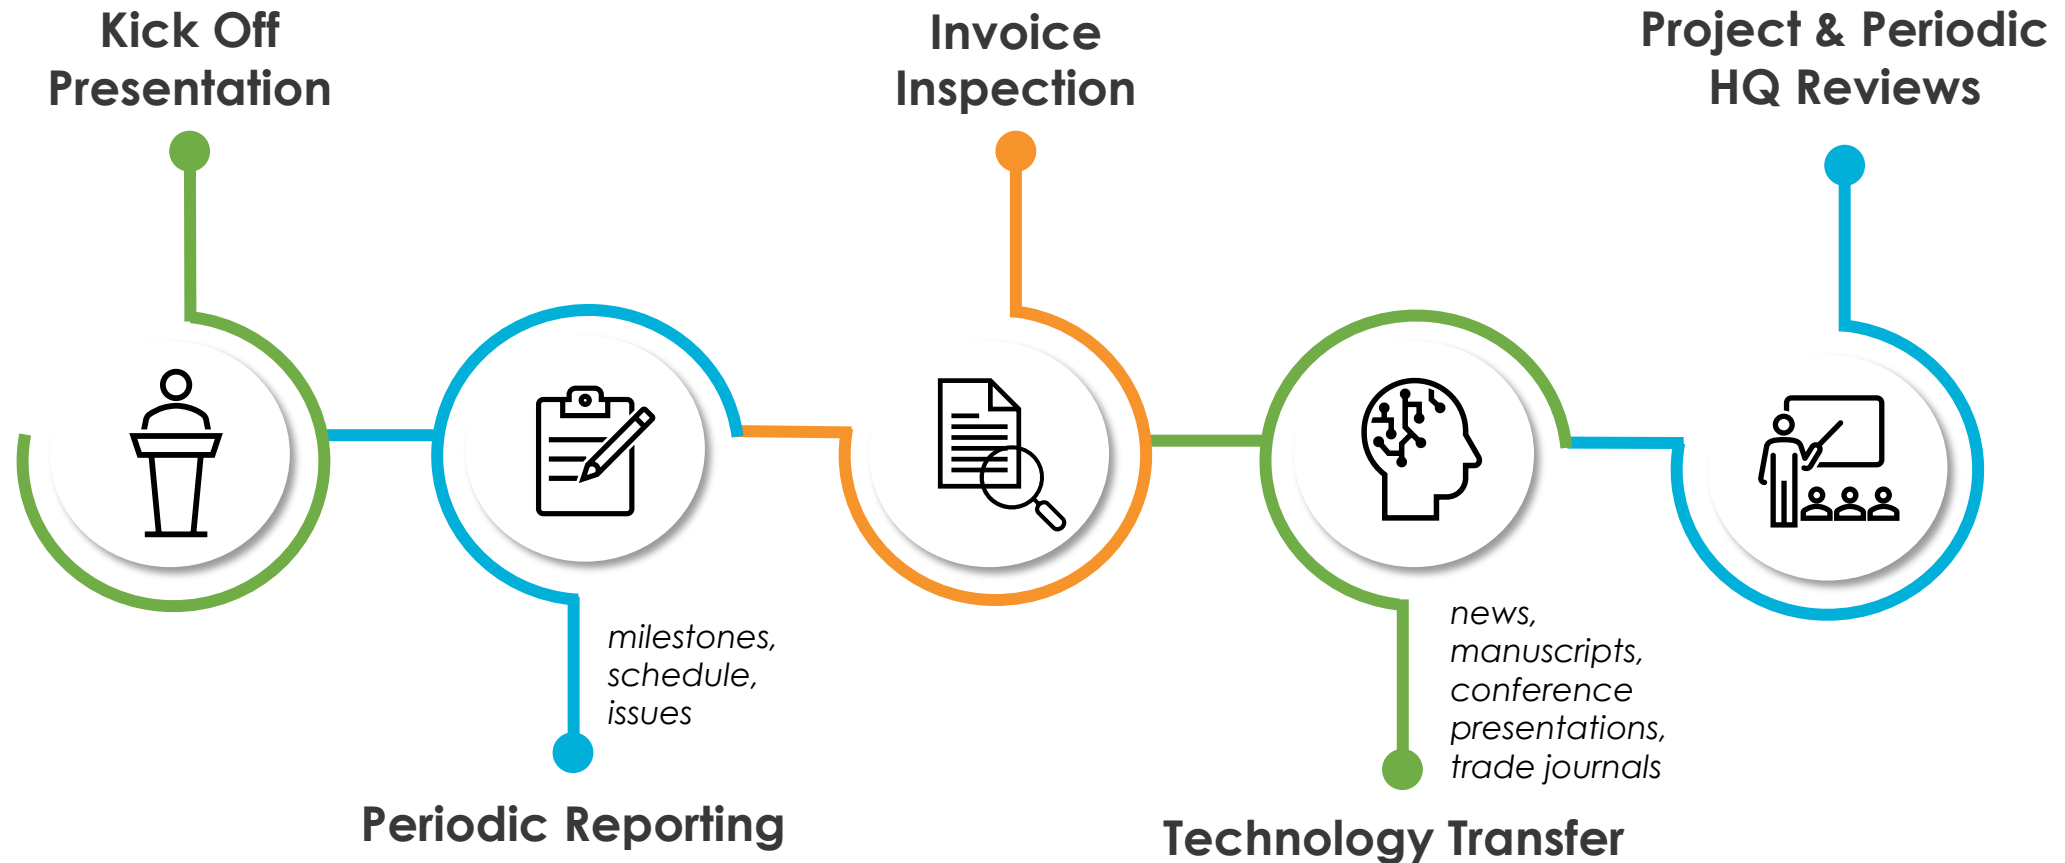 Kick Off
Presentation
Invoice
Inspection
Project & Periodic
HQ Reviews
milestones,
schedule,
issues
Periodic Reporting
news,
manuscripts,
conference
presentations,
trade journals
Technology Transfer